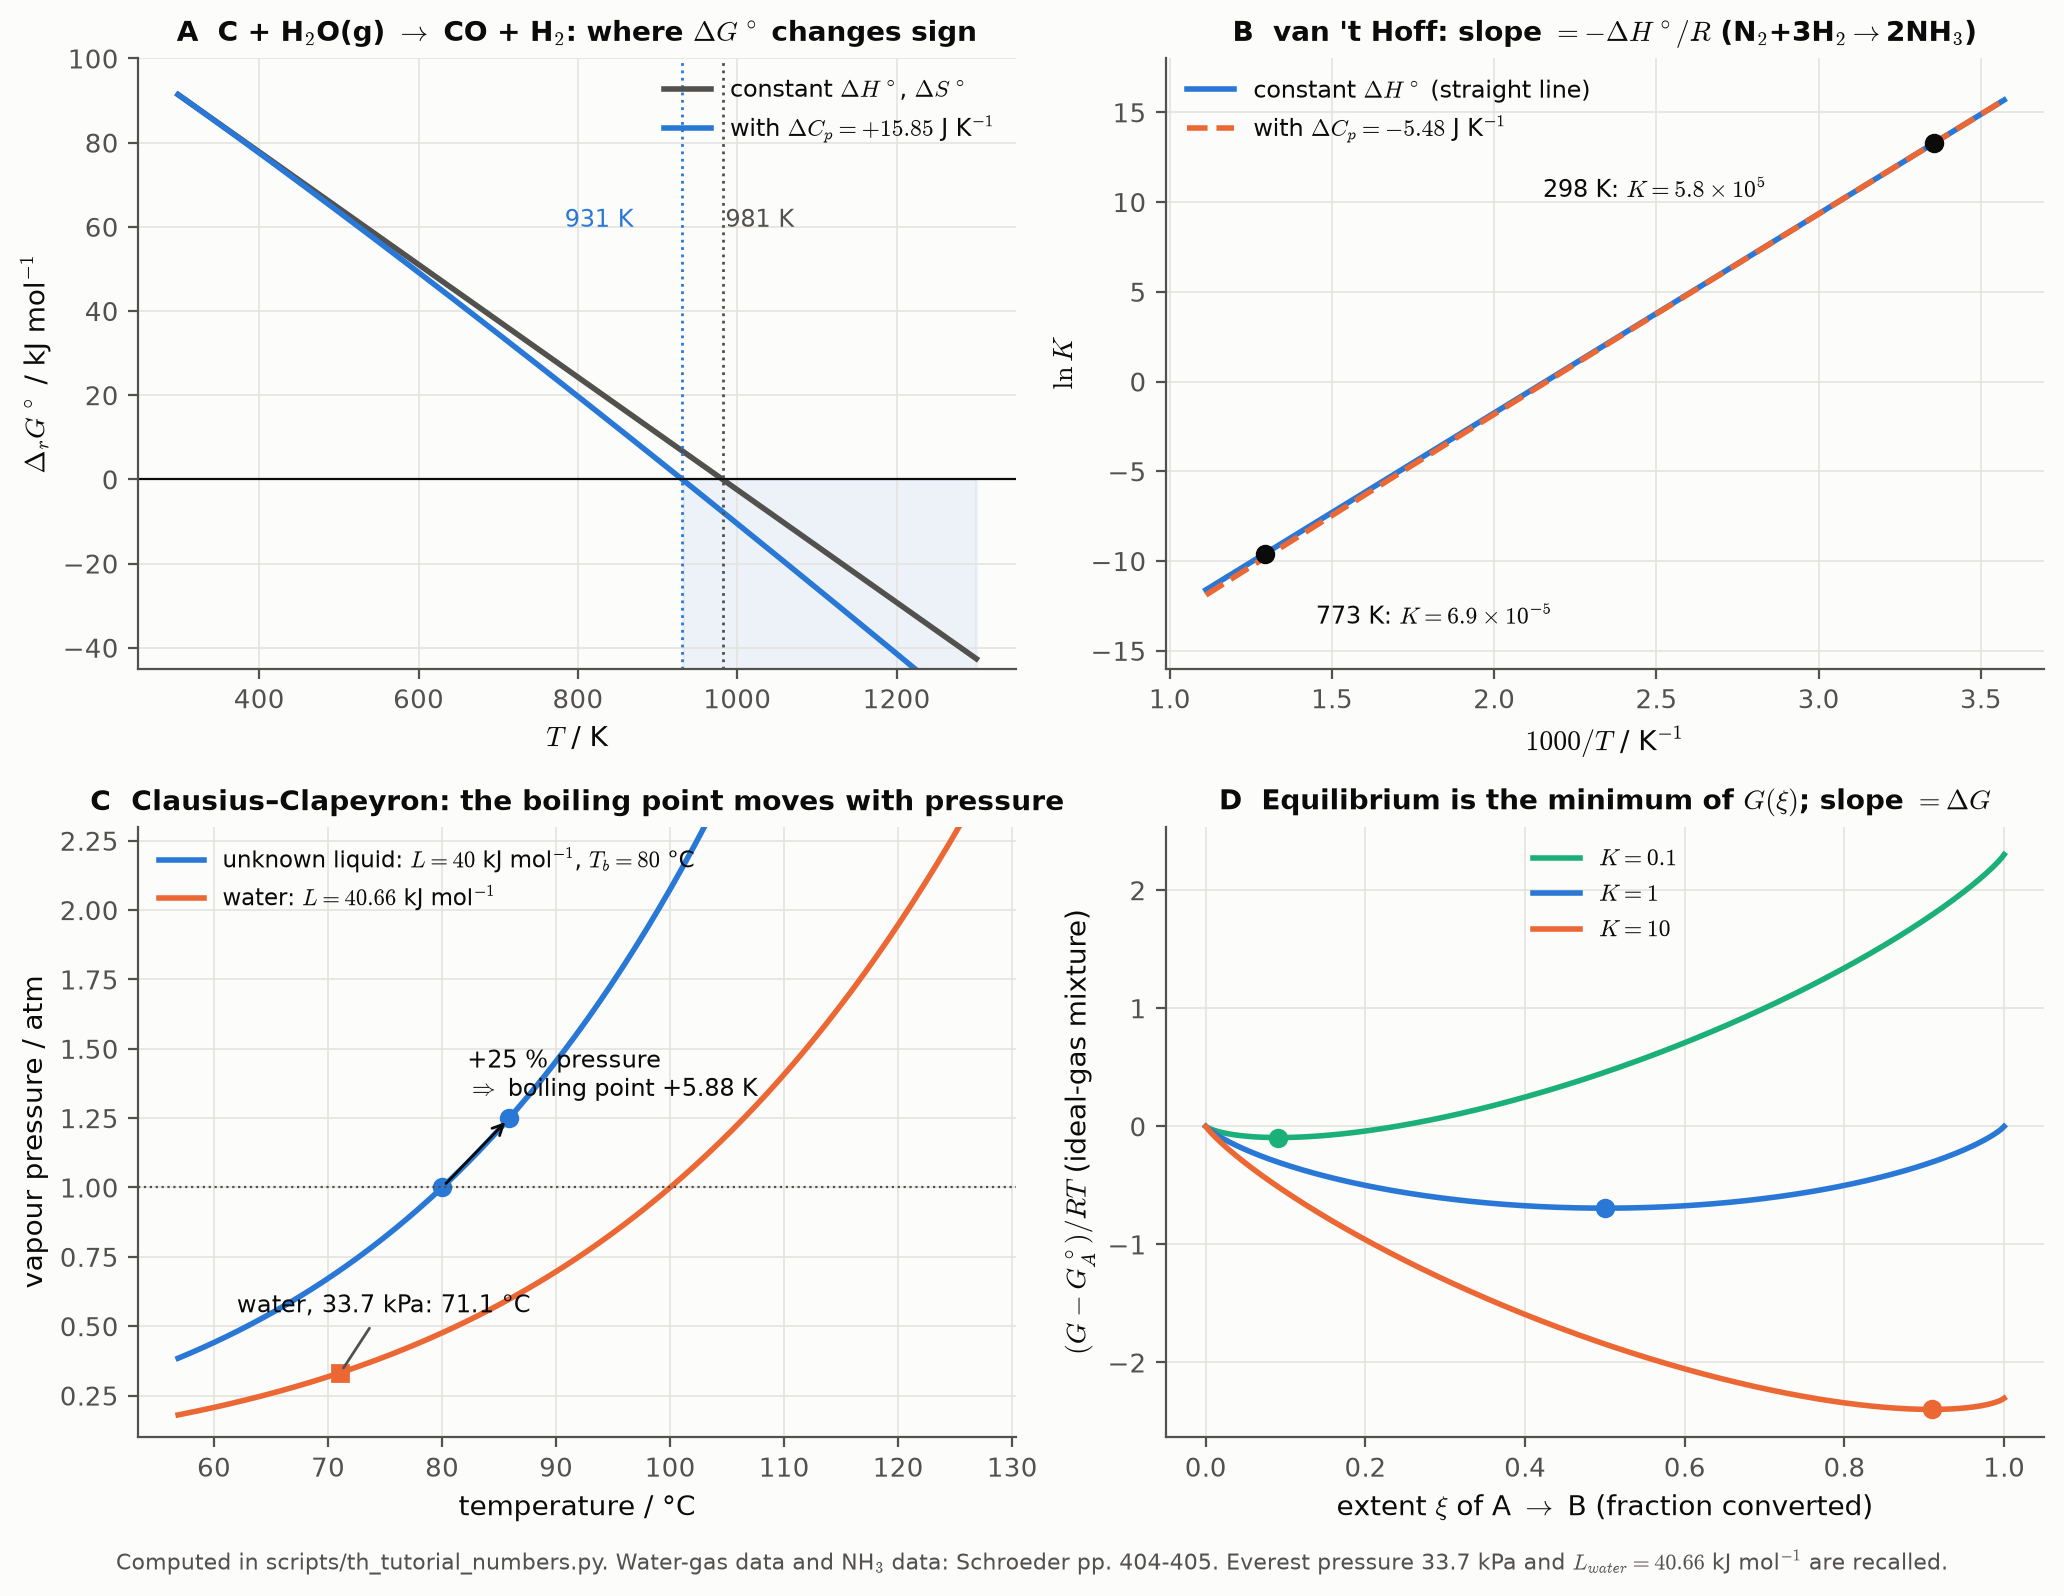 A C + H₂O(g) → CO + H₂: where ΔG° changes sign
constant ΔH°, ΔS°
with ΔCₚ = +15.85 J K⁻¹
931 K
981 K
100
80
60
40
20
0
−20
−40
ΔᵣG° / kJ mol⁻¹
400 600 800 1000 1200
T / K
B van 't Hoff: slope = −ΔH°/R (N₂+3H₂→2NH₃)
constant ΔH° (straight line)
with ΔCₚ = −5.48 J K⁻¹
298 K: K = 5.8 × 10⁵
773 K: K = 6.9 × 10⁻⁵
15
10
5
0
−5
−10
−15
ln K
1.0 1.5 2.0 2.5 3.0 3.5
1000/T / K⁻¹
C Clausius–Clapeyron: the boiling point moves with pressure
unknown liquid: L = 40 kJ mol⁻¹, T_b = 80 °C
water: L = 40.66 kJ mol⁻¹
+25 % pressure
⇒ boiling point +5.88 K
water, 33.7 kPa: 71.1 °C
2.25
2.00
1.75
1.50
1.25
1.00
0.75
0.50
0.25
vapour pressure / atm
60 70 80 90 100 110 120 130
temperature / °C
D Equilibrium is the minimum of G(ξ); slope = ΔG
K = 0.1
K = 1
K = 10
2
1
0
−1
−2
(G − G_A°)/RT (ideal-gas mixture)
0.0 0.2 0.4 0.6 0.8 1.0
extent ξ of A → B (fraction converted)
Computed in scripts/th_tutorial_numbers.py. Water-gas data and NH₃ data: Schroeder pp. 404-405. Everest pressure 33.7 kPa and L_water = 40.66 kJ mol⁻¹ are recalled.